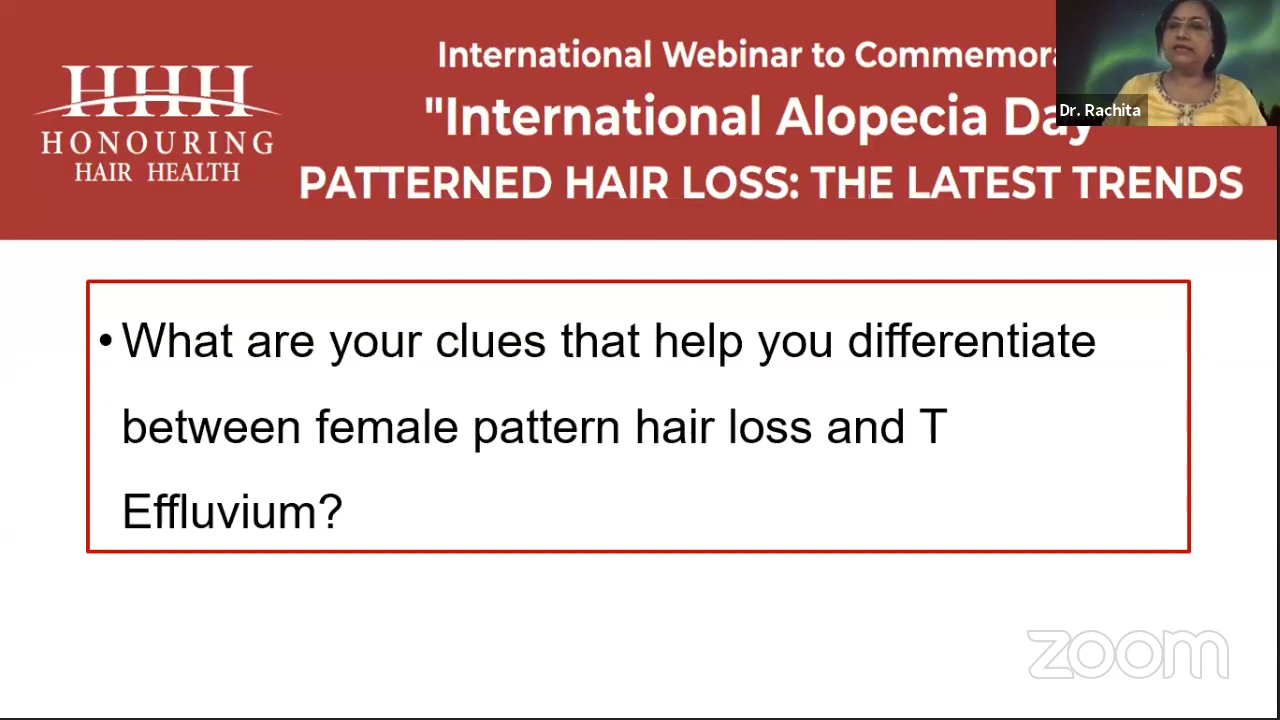 International Webinar to Commemora
"International Alopecia Day
PATTERNED HAIR LOSS: THE LATEST TRENDS
HHH
HONOURING
HAIR HEALTH
Dr. Rachita
• What are your clues that help you differentiate
between female pattern hair loss and T
Effluvium?
zoom